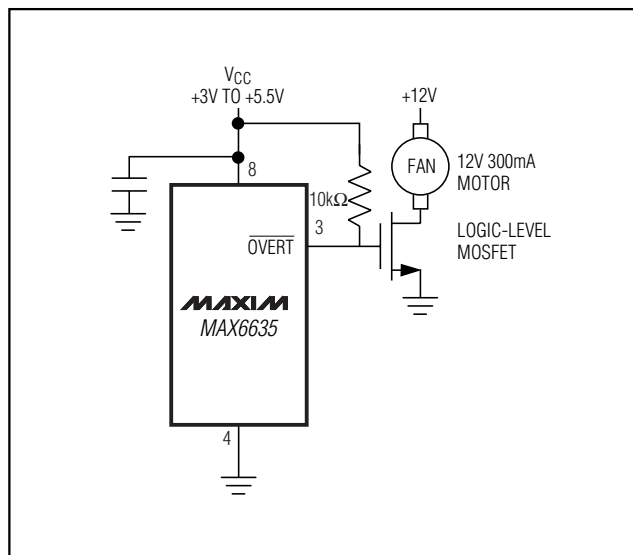 VCC
+3V TO +5.5V
8
10kΩ
3
OVERT
MAXIM
MAX6635
4
+12V
FAN
12V 300mA
MOTOR
LOGIC-LEVEL
MOSFET